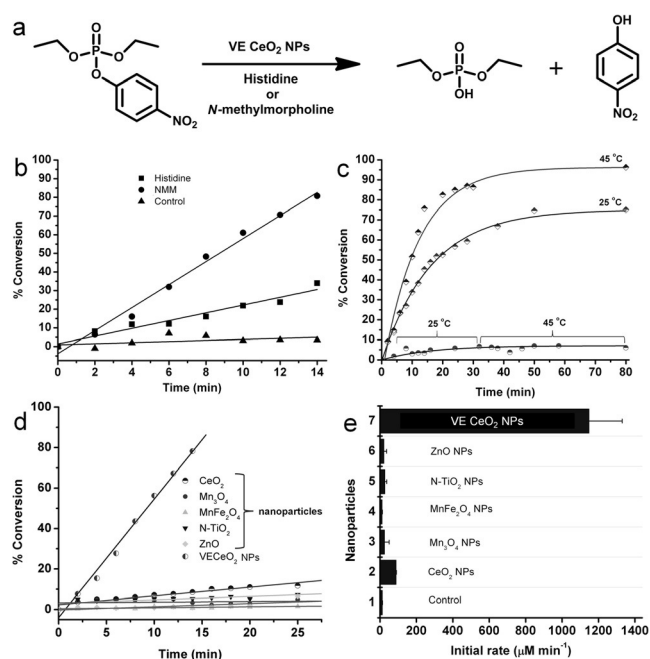 a
O
O P O
O
NO₂
VE CeO₂ NPs
Histidine
or
N-methylmorpholine
O
O P O
OH
+
OH
NO₂
b
100
90
80
70
60
50
40
30
20
10
0
% Conversion
Histidine
NMM
Control
0 2 4 6 8 10 12 14
Time (min)
c
100
90
80
70
60
50
40
30
20
10
0
% Conversion
45 °C
25 °C
25 °C
45 °C
0 10 20 30 40 50 60 70 80
Time (min)
d
100
80
60
40
20
0
% Conversion
CeO₂
Mn₃O₄
MnFe₂O₄
N-TiO₂
ZnO
VECeO₂ NPs
nanoparticles
0 5 10 15 20 25
Time (min)
e
Nanoparticles
7 VE CeO₂ NPs
6 ZnO NPs
5 N-TiO₂ NPs
4 MnFe₂O₄ NPs
3 Mn₃O₄ NPs
2 CeO₂ NPs
1 Control
0 200 400 600 800 1000 1200 1400
Initial rate (μM min⁻¹)